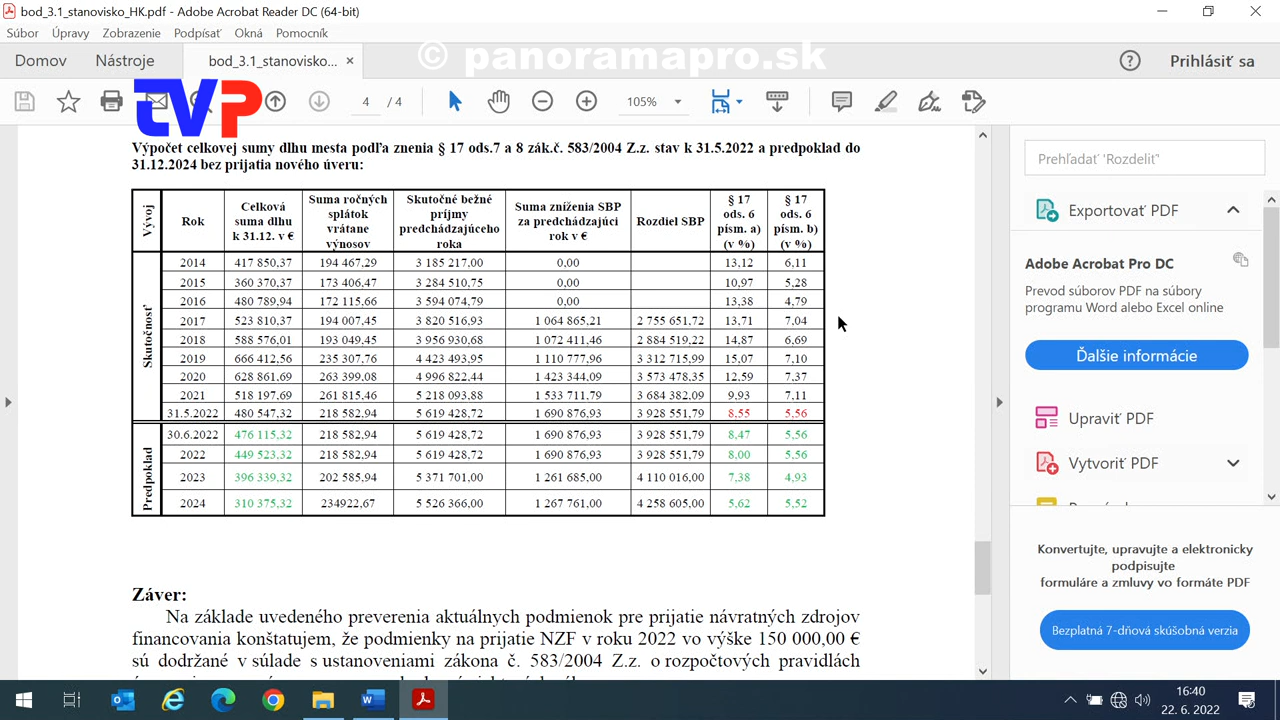 bod_3.1_stanovisko_HK.pdf - Adobe Acrobat Reader DC (64-bit)
Súbor Úpravy Zobrazenie Podpísať Okná Pomocník
© panoramapro.sk
Domov Nástroje bod_3.1_stanovisko... × Prihlásiť sa
tvP
4 / 4 105%
Výpočet celkovej sumy dlhu mesta podľa znenia § 17 ods.7 a 8 zák.č. 583/2004 Z.z. stav k 31.5.2022 a predpoklad do
31.12.2024 bez prijatia nového úveru:
Vývoj Rok Celková suma dlhu k 31.12. v € Suma ročných splátok vrátane výnosov Skutočné bežné príjmy predchádzajúceho roka Suma zníženia SBP za predchádzajúci rok v € Rozdiel SBP § 17 ods. 6 písm. a) (v %) § 17 ods. 6 písm. b) (v %)
Skutočnosť
2014 417 850,37 194 467,29 3 185 217,00 0,00 13,12 6,11
2015 360 370,37 173 406,47 3 284 510,75 0,00 10,97 5,28
2016 480 789,94 172 115,66 3 594 074,79 0,00 13,38 4,79
2017 523 810,37 194 007,45 3 820 516,93 1 064 865,21 2 755 651,72 13,71 7,04
2018 588 576,01 193 049,45 3 956 930,68 1 072 411,46 2 884 519,22 14,87 6,69
2019 666 412,56 235 307,76 4 423 493,95 1 110 777,96 3 312 715,99 15,07 7,10
2020 628 861,69 263 399,08 4 996 822,44 1 423 344,09 3 573 478,35 12,59 7,37
2021 518 197,69 261 815,46 5 218 093,88 1 533 711,79 3 684 382,09 9,93 7,11
31.5.2022 480 547,32 218 582,94 5 619 428,72 1 690 876,93 3 928 551,79 8,55 5,56
Predpoklad
30.6.2022 476 115,32 218 582,94 5 619 428,72 1 690 876,93 3 928 551,79 8,47 5,56
2022 449 523,32 218 582,94 5 619 428,72 1 690 876,93 3 928 551,79 8,00 5,56
2023 396 339,32 202 585,94 5 371 701,00 1 261 685,00 4 110 016,00 7,38 4,93
2024 310 375,32 234922,67 5 526 366,00 1 267 761,00 4 258 605,00 5,62 5,52
Záver:
Na základe uvedeného preverenia aktuálnych podmienok pre prijatie návratných zdrojov
financovania konštatujem, že podmienky na prijatie NZF v roku 2022 vo výške 150 000,00 €
sú dodržané v súlade s ustanoveniami zákona č. 583/2004 Z.z. o rozpočtových pravidlách
Prehľadať 'Rozdeliť'
Exportovať PDF
Adobe Acrobat Pro DC
Prevod súborov PDF na súbory
programu Word alebo Excel online
Ďalšie informácie
Upraviť PDF
Vytvoriť PDF
Konvertujte, upravujte a elektronicky
podpisujte
formuláre a zmluvy vo formáte PDF
Bezplatná 7-dňová skúšobná verzia
16:40
22. 6. 2022